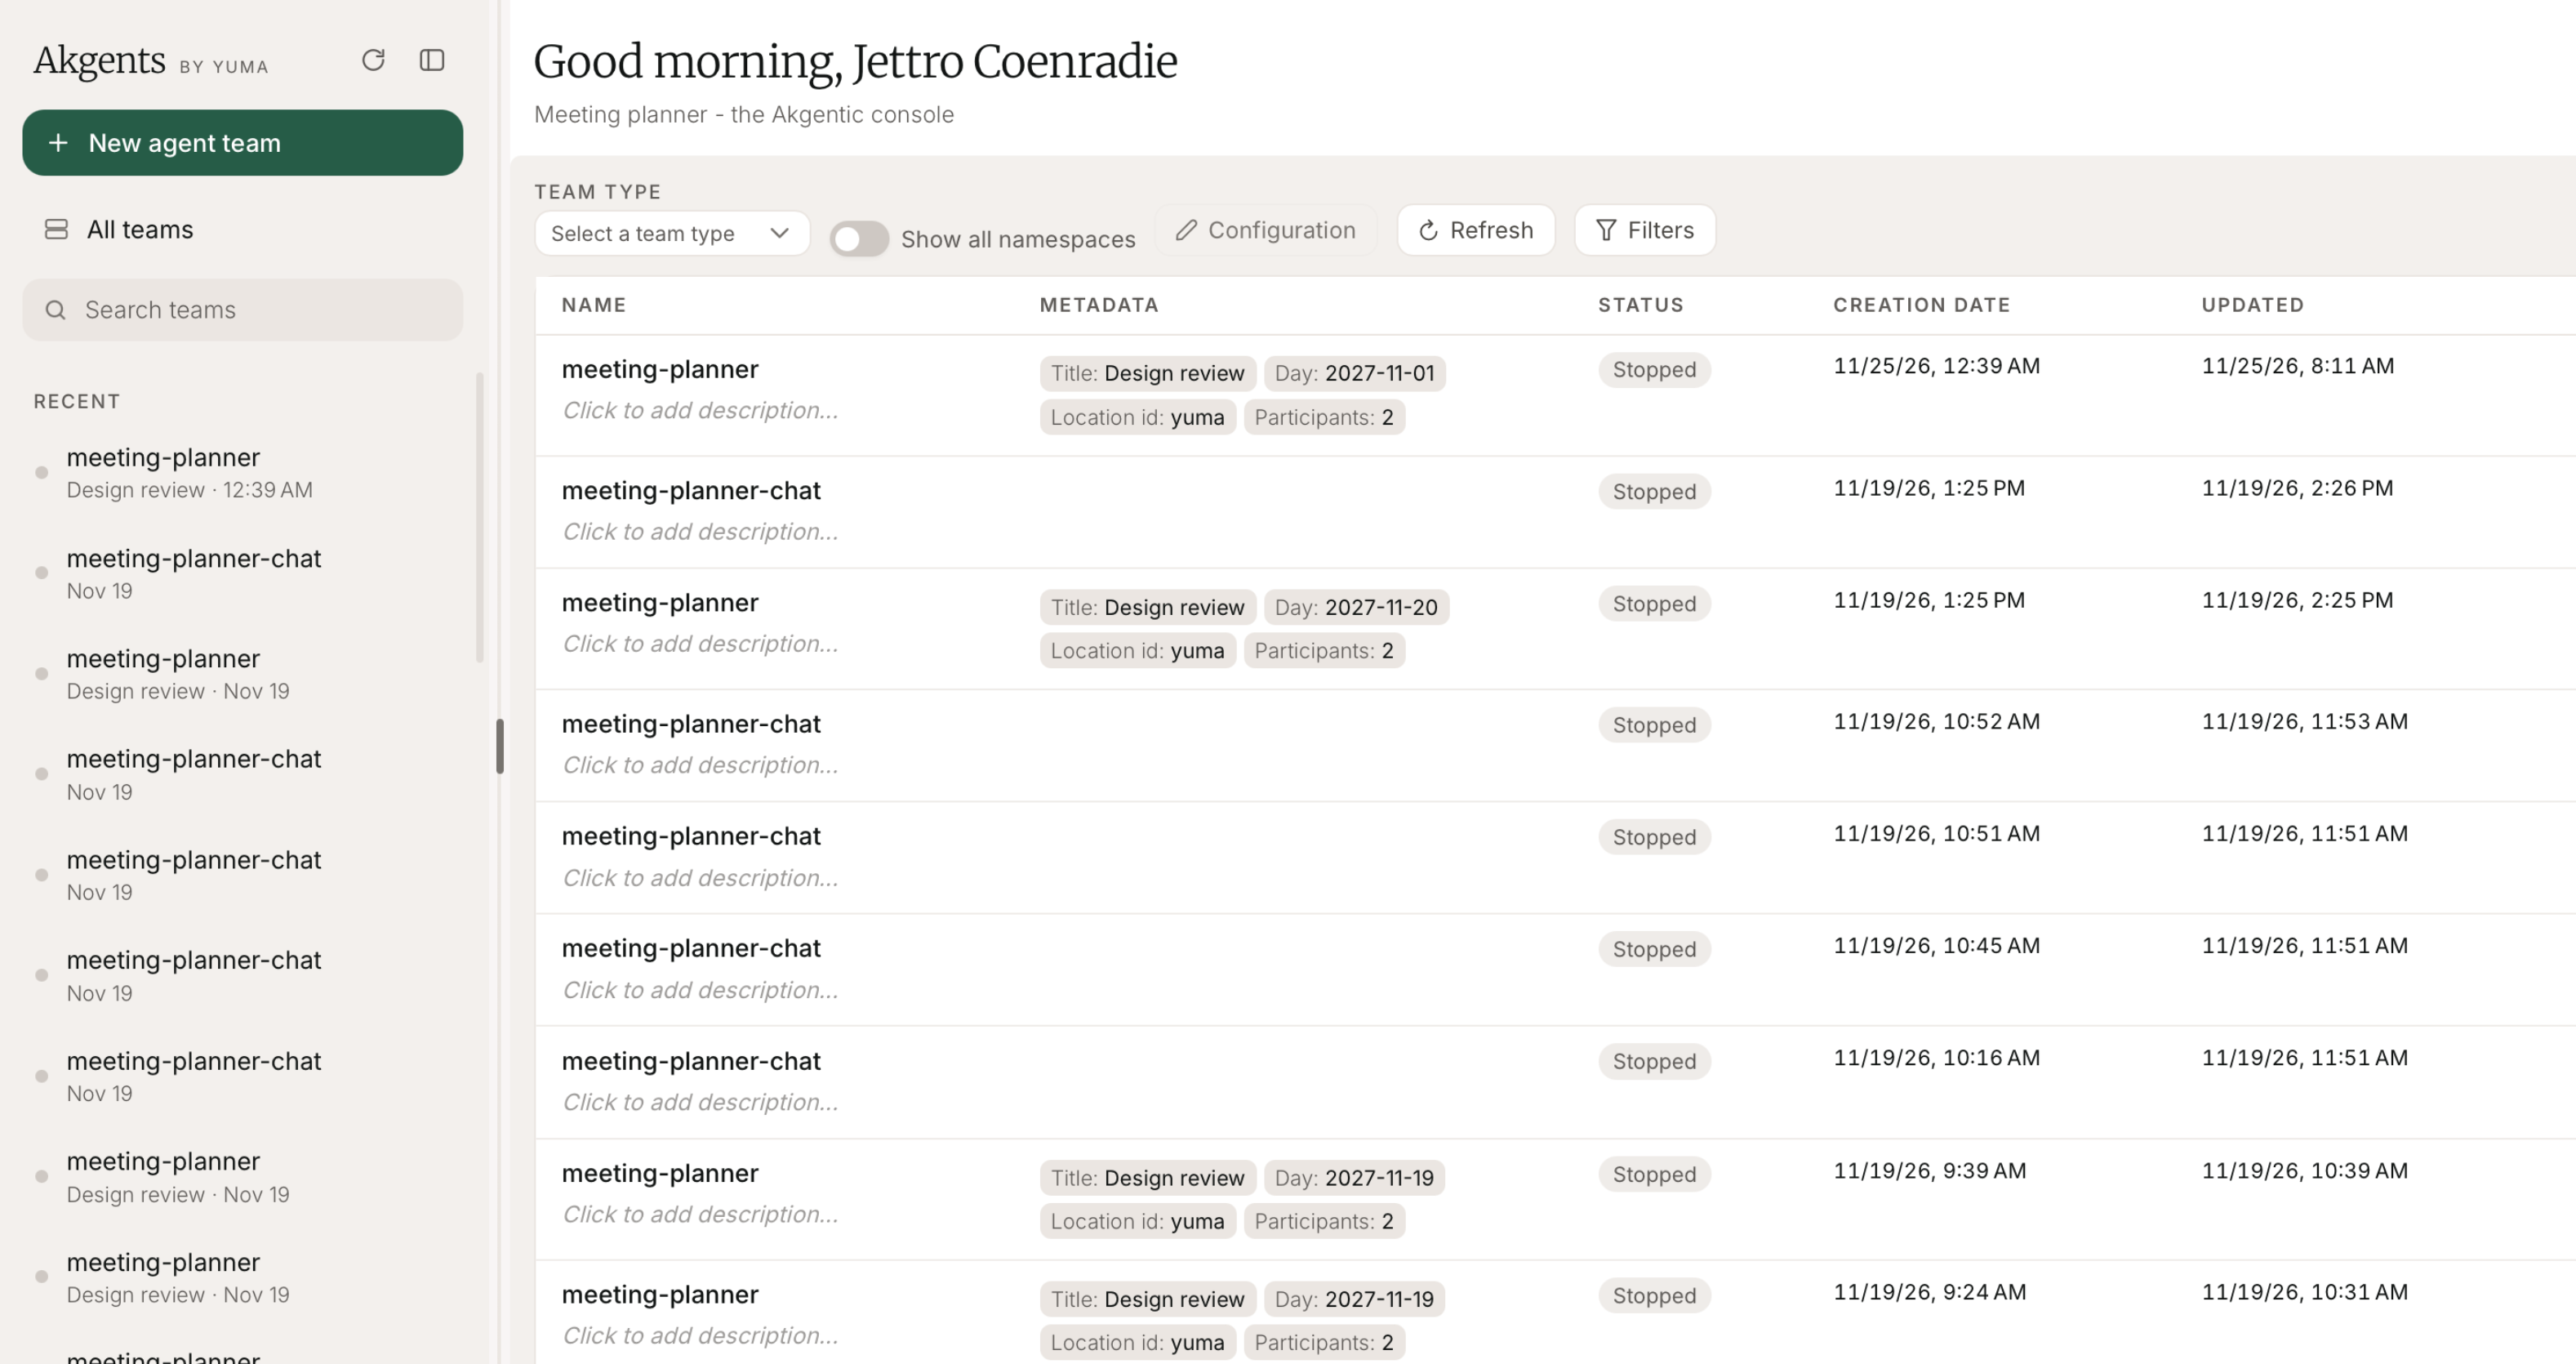 Akgents BY YUMA
New agent team
All teams
Search teams
RECENT
meeting-planner
Design review · 12:39 AM
meeting-planner-chat
Nov 19
meeting-planner
Design review · Nov 19
meeting-planner-chat
Nov 19
meeting-planner-chat
Nov 19
meeting-planner-chat
Nov 19
meeting-planner-chat
Nov 19
meeting-planner
Design review · Nov 19
meeting-planner
Design review · Nov 19
meeting-planner
Good morning, Jettro Coenradie
Meeting planner - the Akgentic console
TEAM TYPE
Select a team type Show all namespaces Configuration Refresh Filters
NAME METADATA STATUS CREATION DATE UPDATED
meeting-planner Title: Design review Day: 2027-11-01 Stopped 11/25/26, 12:39 AM 11/25/26, 8:11 AM
Click to add description... Location id: yuma Participants: 2
meeting-planner-chat Stopped 11/19/26, 1:25 PM 11/19/26, 2:26 PM
Click to add description...
meeting-planner Title: Design review Day: 2027-11-20 Stopped 11/19/26, 1:25 PM 11/19/26, 2:25 PM
Click to add description... Location id: yuma Participants: 2
meeting-planner-chat Stopped 11/19/26, 10:52 AM 11/19/26, 11:53 AM
Click to add description...
meeting-planner-chat Stopped 11/19/26, 10:51 AM 11/19/26, 11:51 AM
Click to add description...
meeting-planner-chat Stopped 11/19/26, 10:45 AM 11/19/26, 11:51 AM
Click to add description...
meeting-planner-chat Stopped 11/19/26, 10:16 AM 11/19/26, 11:51 AM
Click to add description...
meeting-planner Title: Design review Day: 2027-11-19 Stopped 11/19/26, 9:39 AM 11/19/26, 10:39 AM
Click to add description... Location id: yuma Participants: 2
meeting-planner Title: Design review Day: 2027-11-19 Stopped 11/19/26, 9:24 AM 11/19/26, 10:31 AM
Click to add description... Location id: yuma Participants: 2